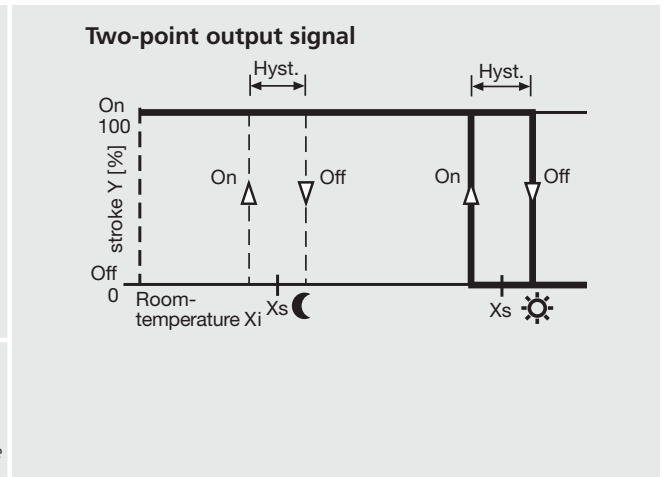 Two-point output signal
Hyst.
Hyst.
On
100
stroke Y [%]
On
Off
On
Off
Off
0
Room-
temperature Xi
Xs
Xs
e